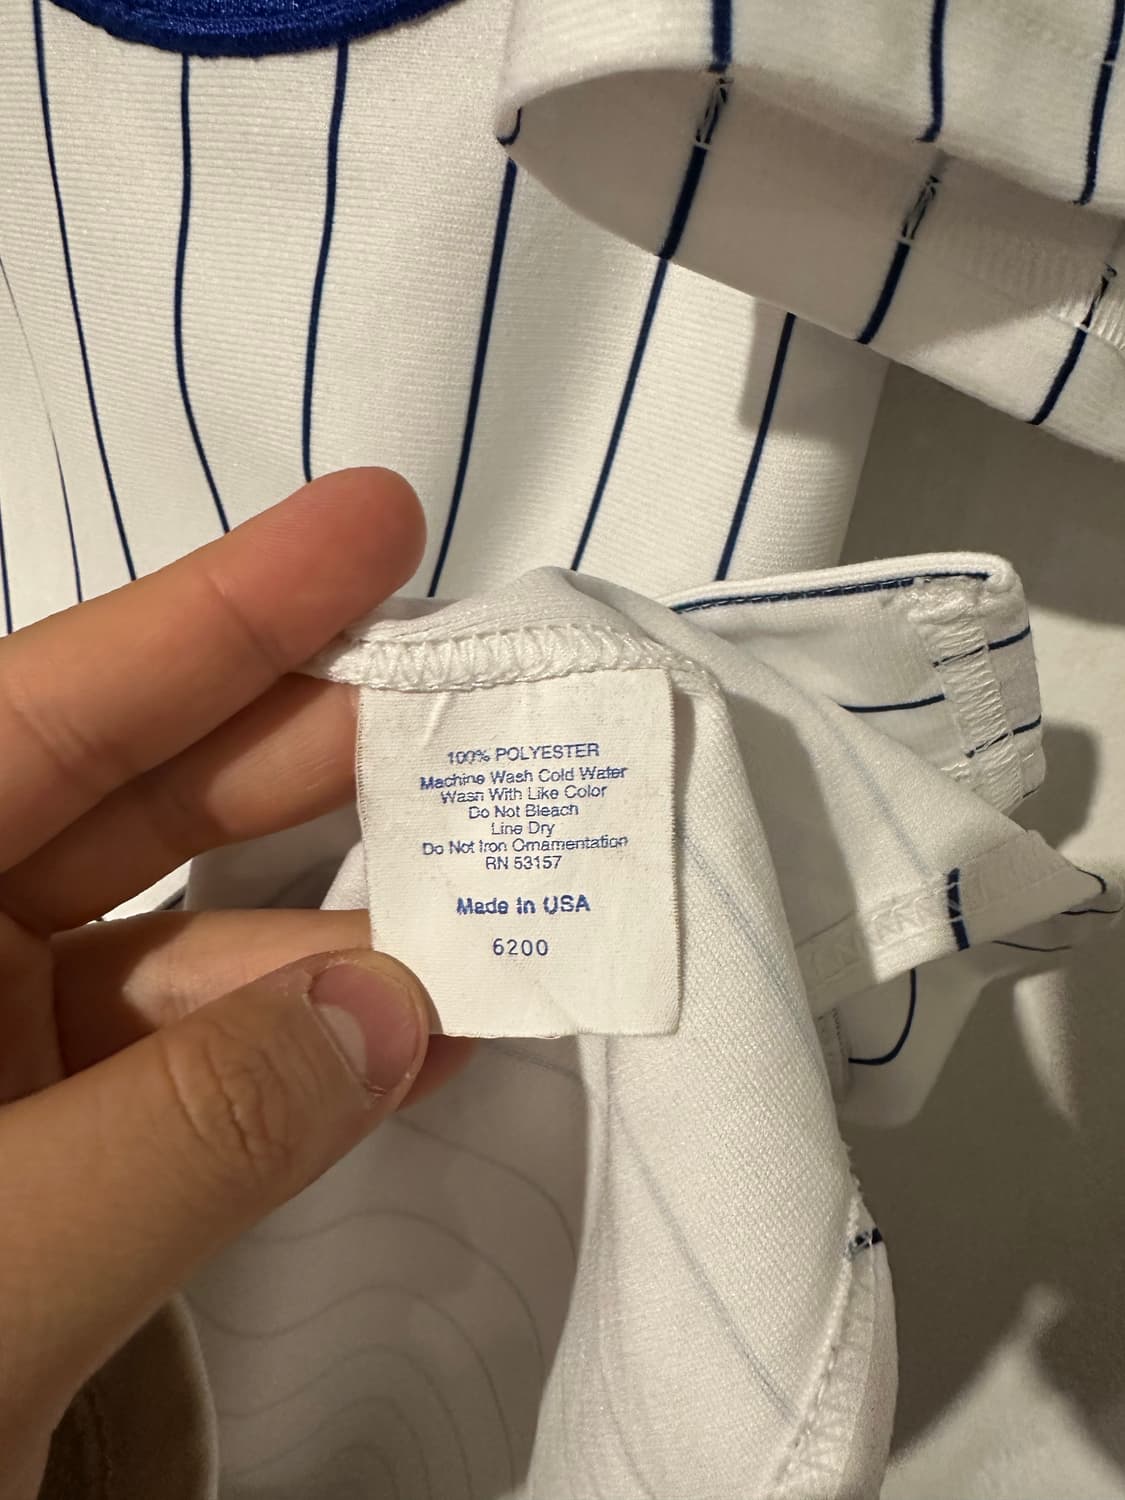 100% POLYESTER
Machine Wash Cold Water
Wash With Like Color
Do Not Bleach
Line Dry
Do Not Iron Ornamentation
RN 53157
Made In USA
6200